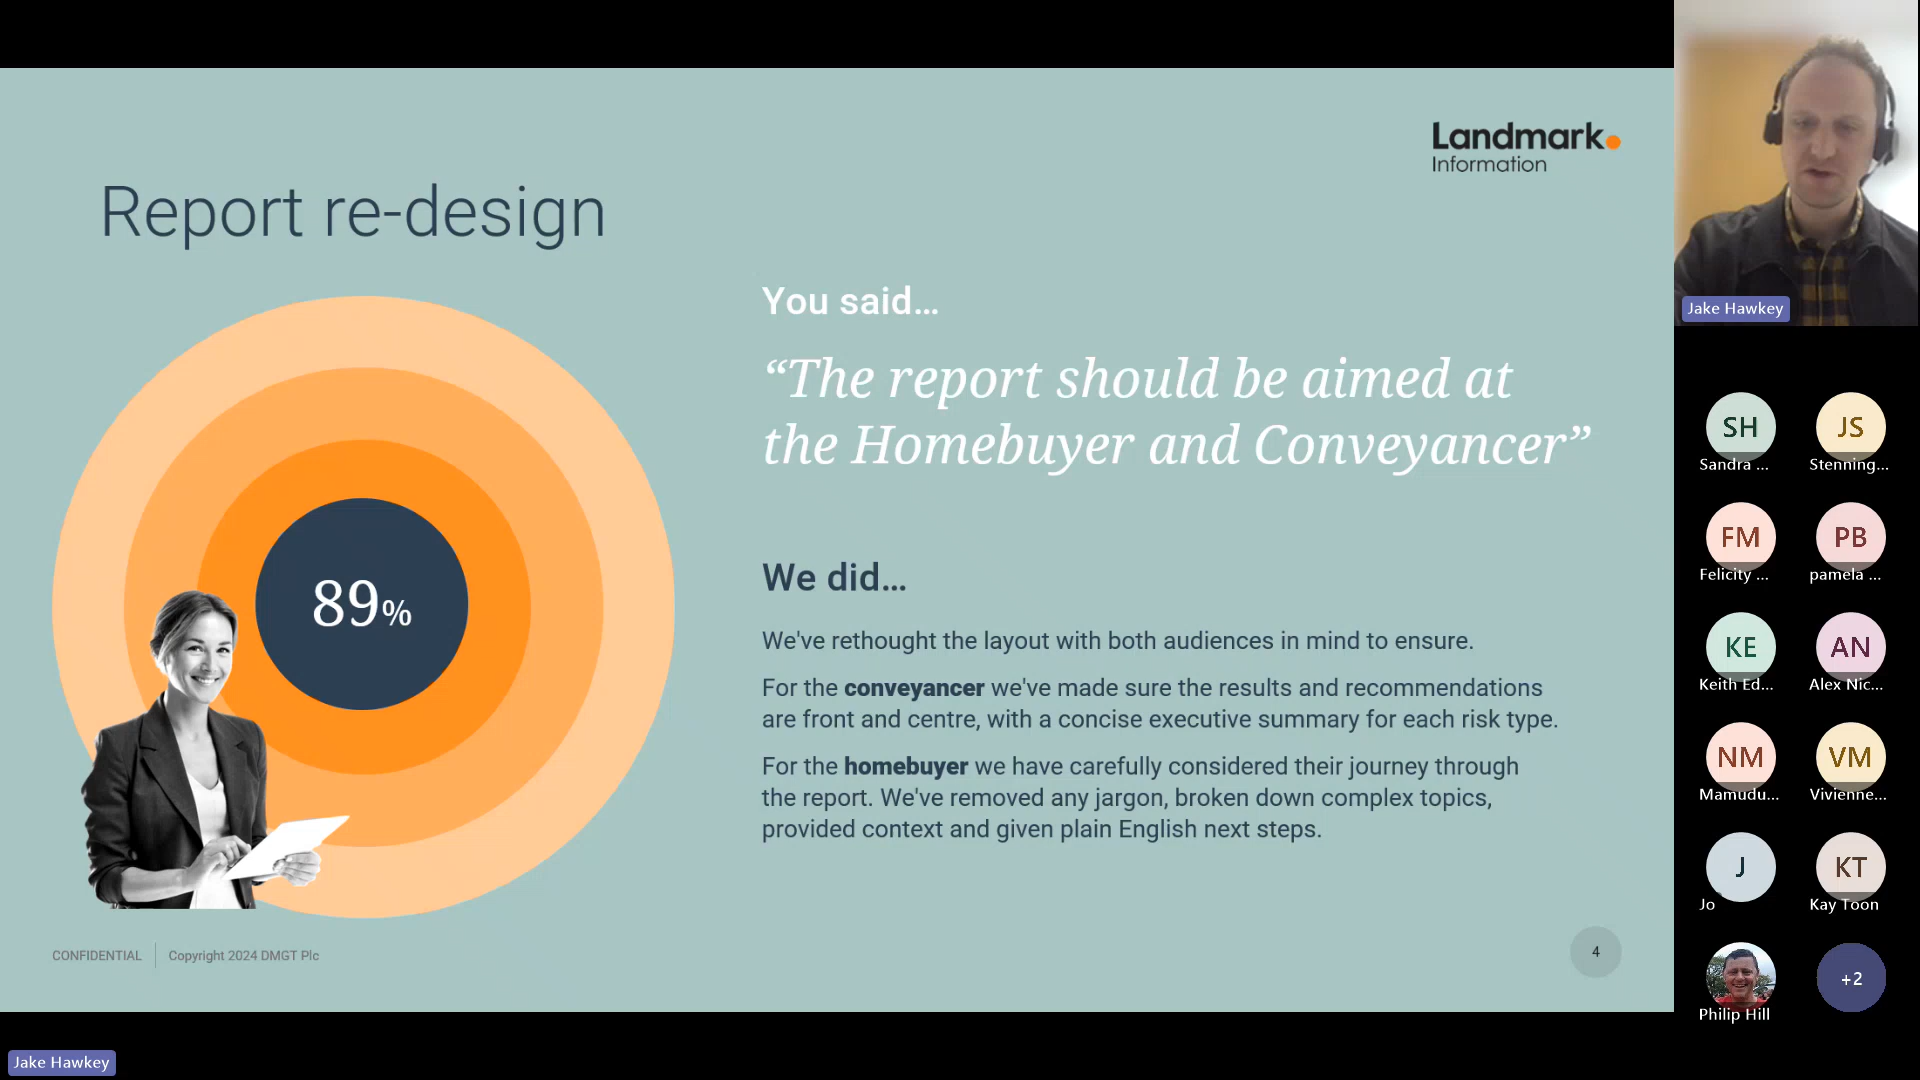 Landmark
Information
Report re-design
You said…
“The report should be aimed at
the Homebuyer and Conveyancer”
89%
We did…
We've rethought the layout with both audiences in mind to ensure.
For the conveyancer we've made sure the results and recommendations
are front and centre, with a concise executive summary for each risk type.
For the homebuyer we have carefully considered their journey through
the report. We've removed any jargon, broken down complex topics,
provided context and given plain English next steps.
CONFIDENTIAL
Copyright 2024 DMGT Plc
4
Jake Hawkey
SH
Sandra ...
JS
Stenning...
FM
Felicity ...
PB
pamela ...
KE
Keith Ed...
AN
Alex Nic...
NM
Mamudu...
VM
Vivienne...
J
Jo
KT
Kay Toon
Philip Hill
+2
Jake Hawkey